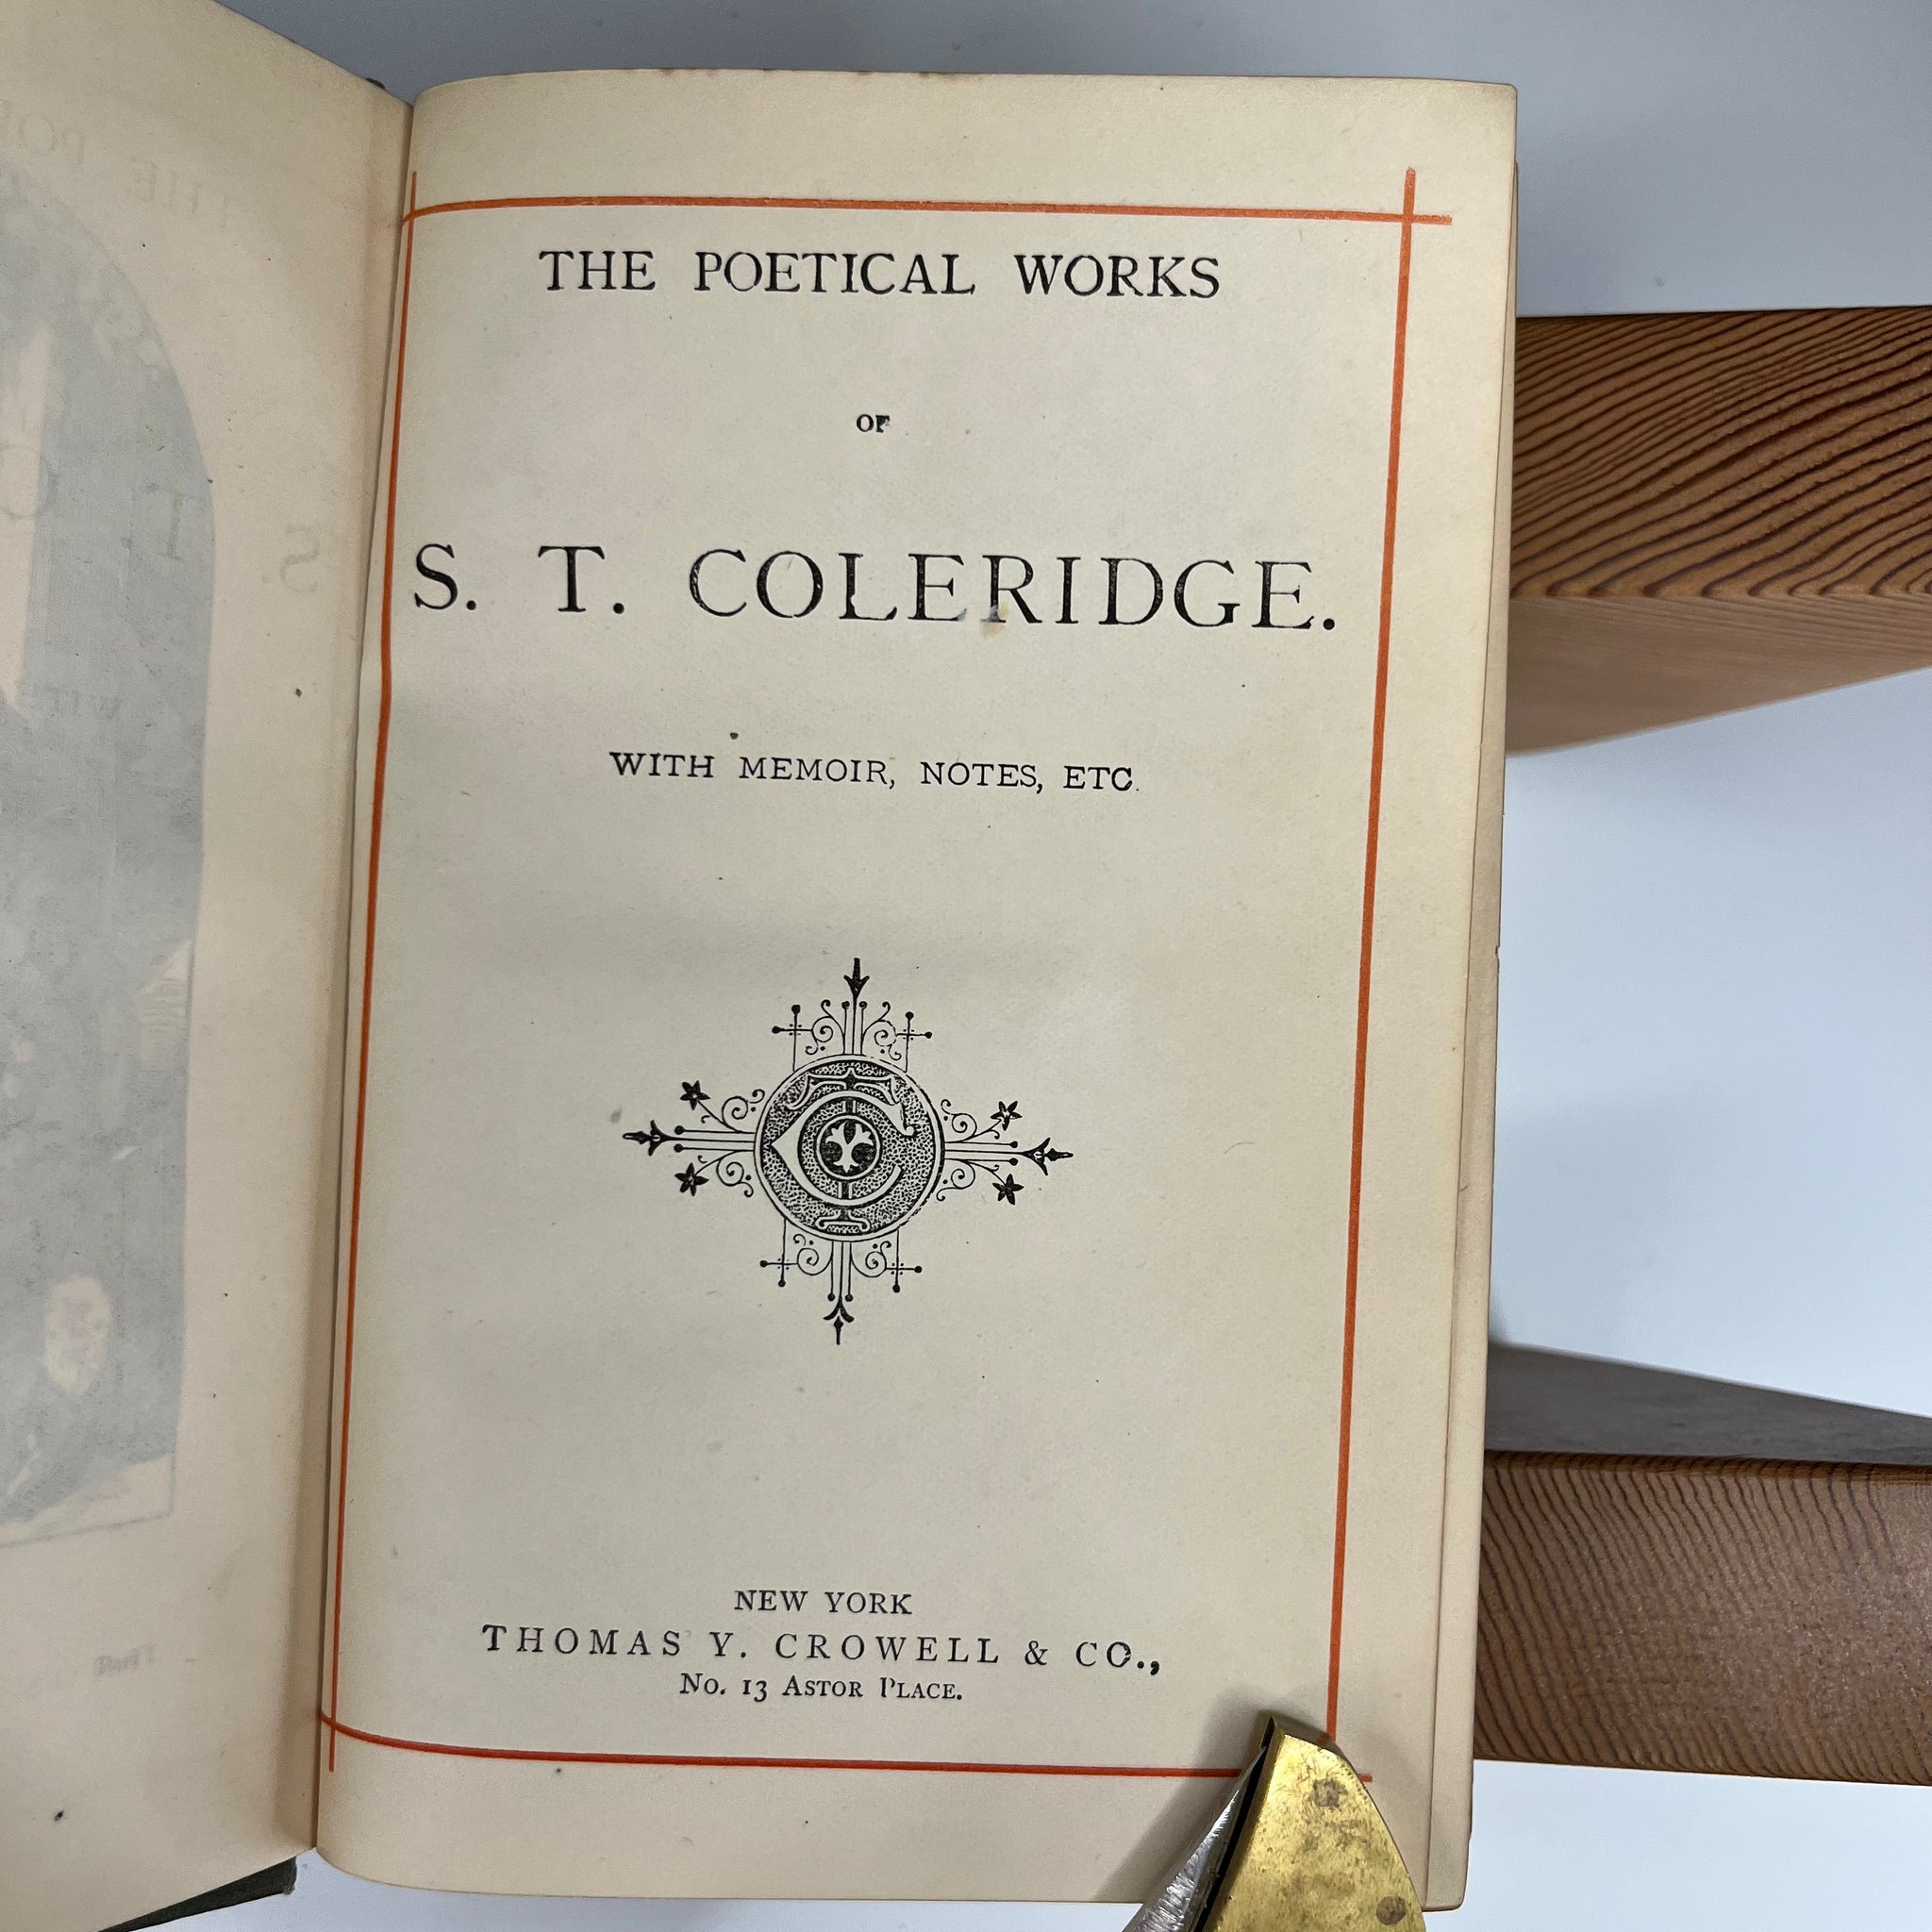 THE POETICAL WORKS
OF
S. T. COLERIDGE.
WITH MEMOIR, NOTES, ETC.
NEW YORK
THOMAS Y. CROWELL & CO.,
No. 13 ASTOR PLACE.